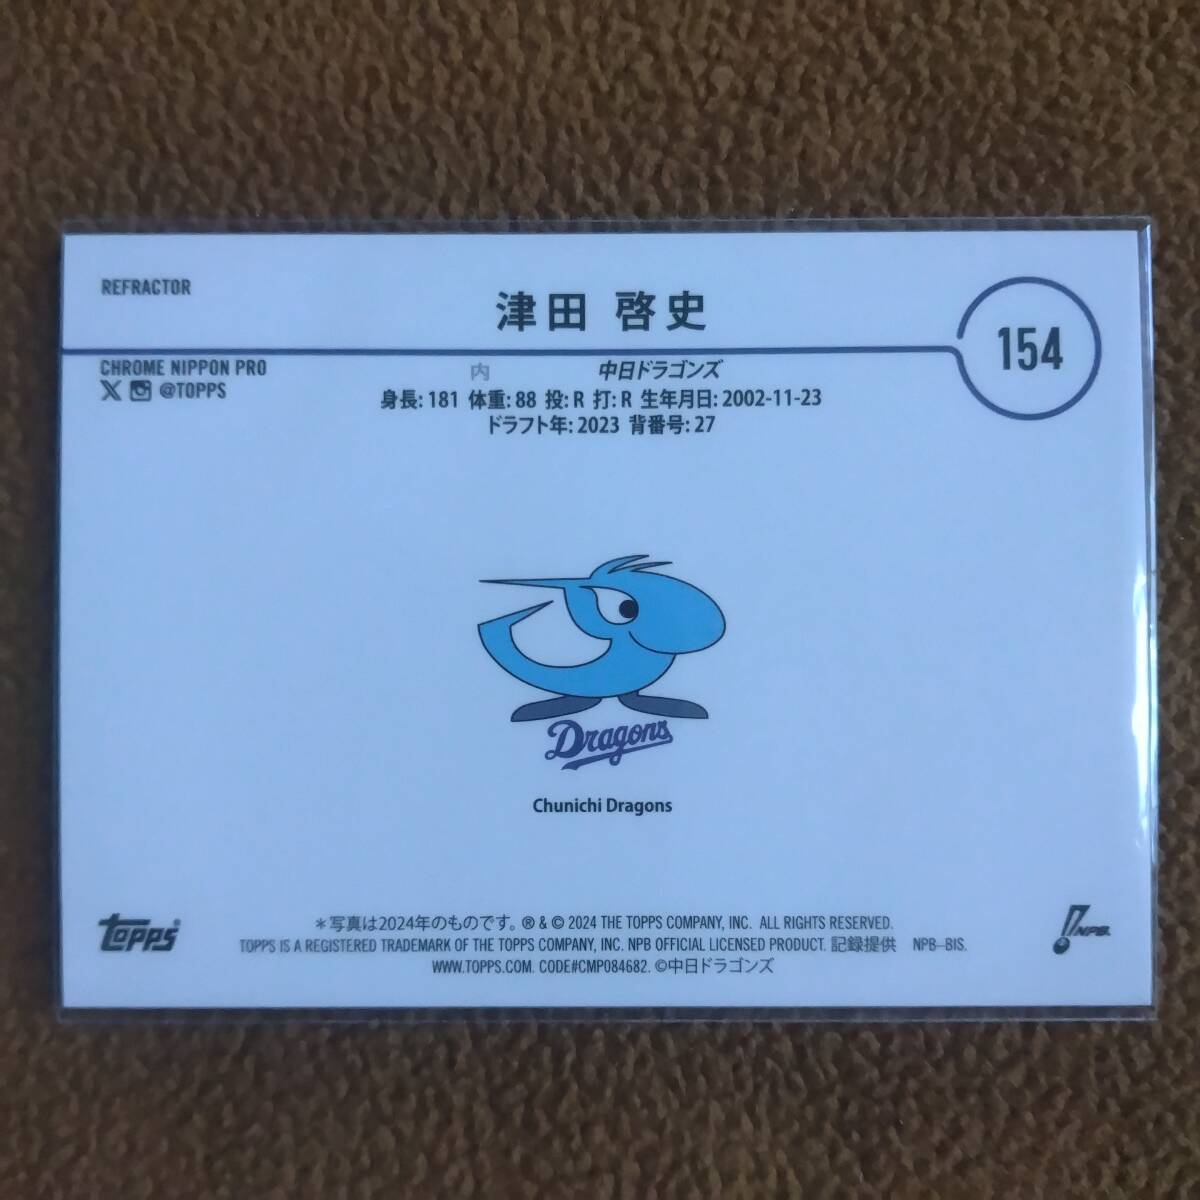 REFRACTOR
津田 啓史
154
CHROME NIPPON PRO
X @TOPPS
内 中日ドラゴンズ
身長: 181 体重: 88 投: R 打: R 生年月日: 2002-11-23
ドラフト年: 2023 背番号: 27
Dragons
Chunichi Dragons
topps®
＊写真は2024年のものです。® & © 2024 THE TOPPS COMPANY, INC. ALL RIGHTS RESERVED.
TOPPS IS A REGISTERED TRADEMARK OF THE TOPPS COMPANY, INC. NPB OFFICIAL LICENSED PRODUCT. 記録提供 NPB–BIS.
WWW.TOPPS.COM. CODE#CMP084682. ©中日ドラゴンズ
NPB.